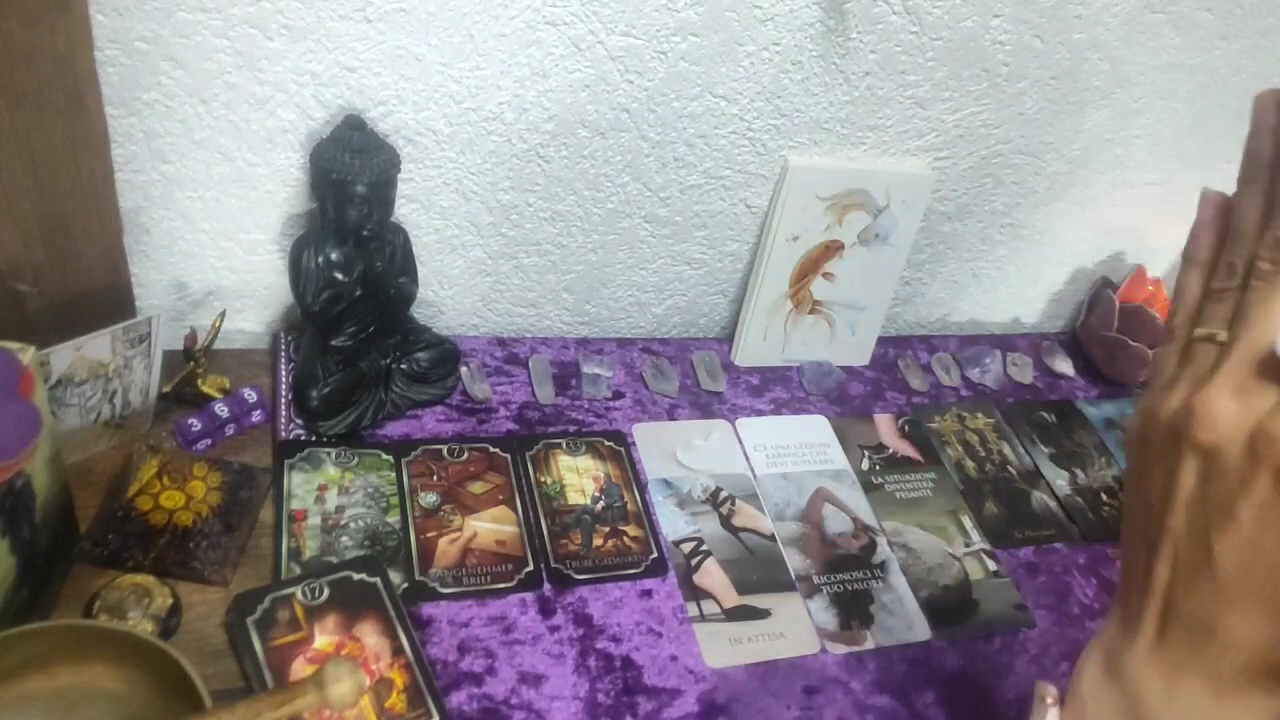 25
7
ANGENEHMER
BRIEF
33
TRÜBE GEDANKEN
17
IN ATTESA
C'È UNA LEZIONE
KARMICA CHE
DEVI SUPERARE
RICONOSCI IL
TUO VALORE
LA SITUAZIONE
DIVENTERÀ
PESANTE